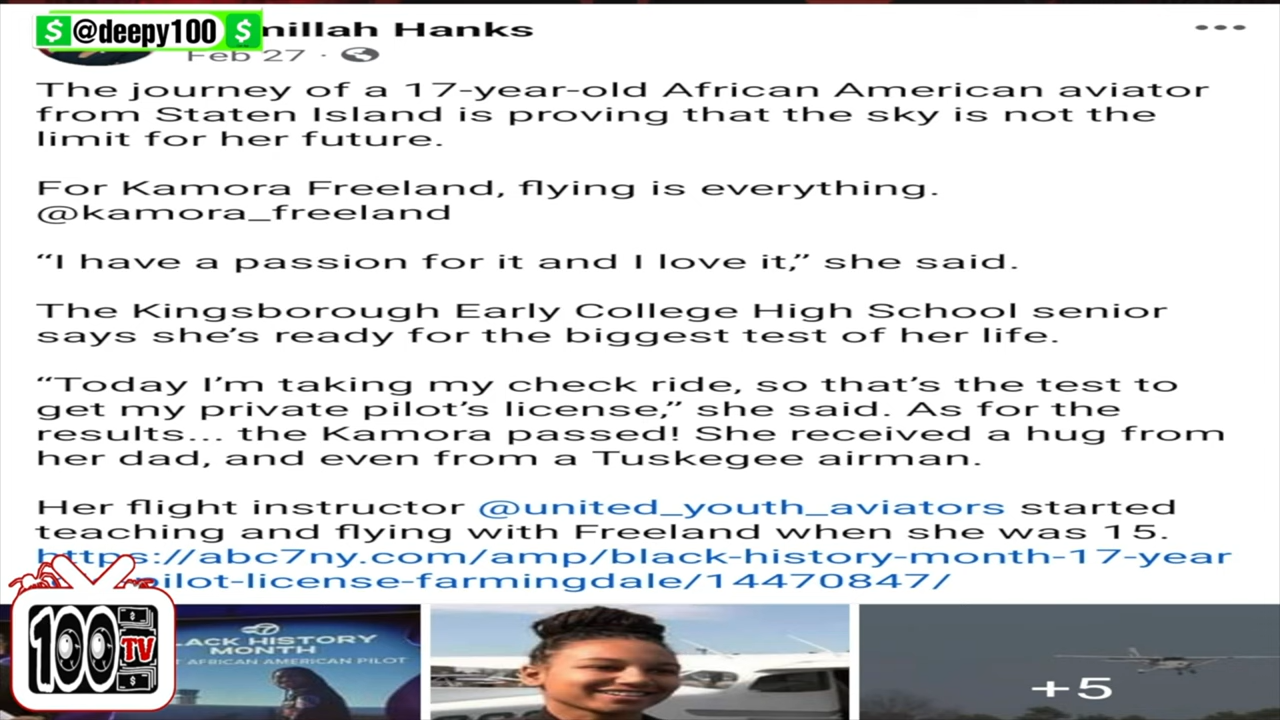 $ @deepy100 $
millah Hanks
Feb 27 ·
The journey of a 17-year-old African American aviator
from Staten Island is proving that the sky is not the
limit for her future.
For Kamora Freeland, flying is everything.
@kamora_freeland
“I have a passion for it and I love it,” she said.
The Kingsborough Early College High School senior
says she’s ready for the biggest test of her life.
“Today I’m taking my check ride, so that’s the test to
get my private pilot’s license,” she said. As for the
results... the Kamora passed! She received a hug from
her dad, and even from a Tuskegee airman.
Her flight instructor @united_youth_aviators started
teaching and flying with Freeland when she was 15.
https://abc7ny.com/amp/black-history-month-17-year
pilot-license-farmingdale/14470847/
100 TV
7
ACK HISTORY
MONTH
T AFRICAN AMERICAN PILOT
+5